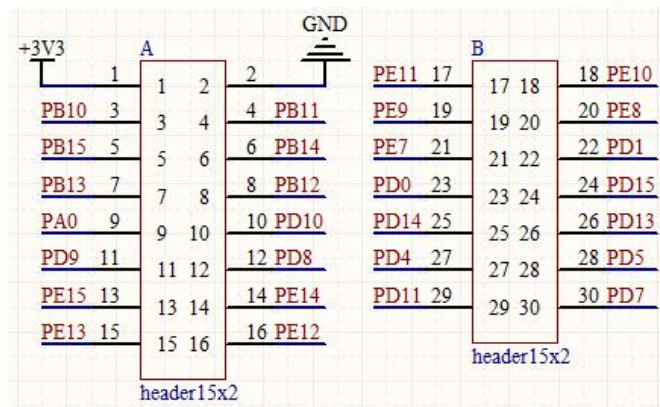 GND
+3V3 A B
1 1 2 2 PE11 17 17 18 18 PE10
PB10 3 3 4 4 PB11 PE9 19 19 20 20 PE8
PB15 5 5 6 6 PB14 PE7 21 21 22 22 PD1
PB13 7 7 8 8 PB12 PD0 23 23 24 24 PD15
PA0 9 9 10 10 PD10 PD14 25 25 26 26 PD13
PD9 11 11 12 12 PD8 PD4 27 27 28 28 PD5
PE15 13 13 14 14 PE14 PD11 29 29 30 30 PD7
PE13 15 15 16 16 PE12
header15x2
header15x2